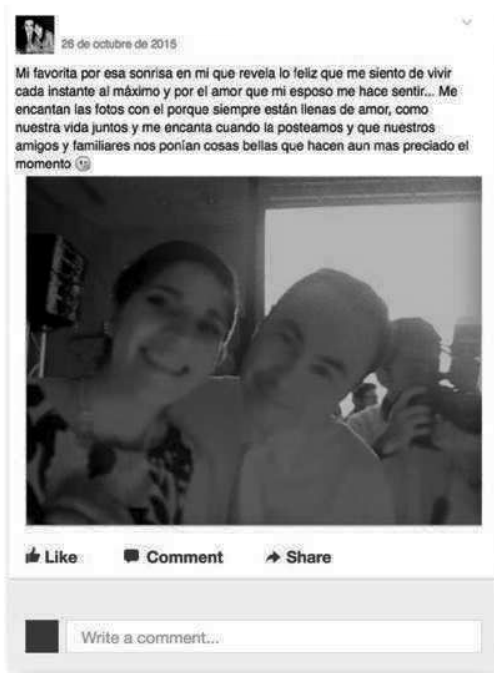 26 de octubre de 2015
Mi favorita por esa sonrisa en mi que revela lo feliz que me siento de vivir
cada instante al máximo y por el amor que mi esposo me hace sentir... Me
encantan las fotos con el porque siempre están llenas de amor, como
nuestra vida juntos y me encanta cuando la posteamos y que nuestros
amigos y familiares nos ponían cosas bellas que hacen aun mas preciado el
momento
Like Comment Share
Write a comment...